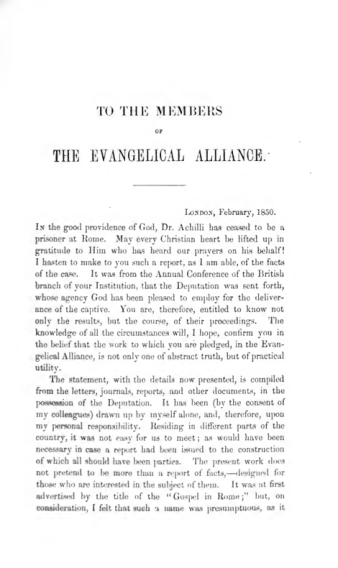 TO THE MEMBERS
OF
THE EVANGELICAL ALLIANCE.
London, February, 1850.
In the good providence of God, Dr. Achilli has ceased to be a
prisoner at Rome. May every Christian heart be lifted up in
gratitude to Him who has heard our prayers on his behalf!
I hasten to make to you such a report, as I am able, of the facts
of the case. It was from the Annual Conference of the British
branch of your Institution, that the Deputation was sent forth,
whose agency God has been pleased to employ for the deliver-
ance of the captive. You are, therefore, entitled to know not
only the results, but the course, of their proceedings. The
knowledge of all the circumstances will, I hope, confirm you in
the belief that the work to which you are pledged, in the Evan-
gelical Alliance, is not only one of abstract truth, but of practical
utility.
The statement, with the details now presented, is compiled
from the letters, journals, reports, and other documents, in the
possession of the Deputation. It has been (by the consent of
my colleagues) drawn up by myself alone, and, therefore, upon
my personal responsibility. Residing in different parts of the
country, it was not easy for us to meet; as would have been
necessary in case a report had been issued to the construction
of which all should have been parties. The present work does
not pretend to be more than a report of facts,—designed for
those who are interested in the subject of them. It was at first
advertised by the title of the "Gospel in Rome;" but, on
consideration, I felt that such a name was presumptuous, as it